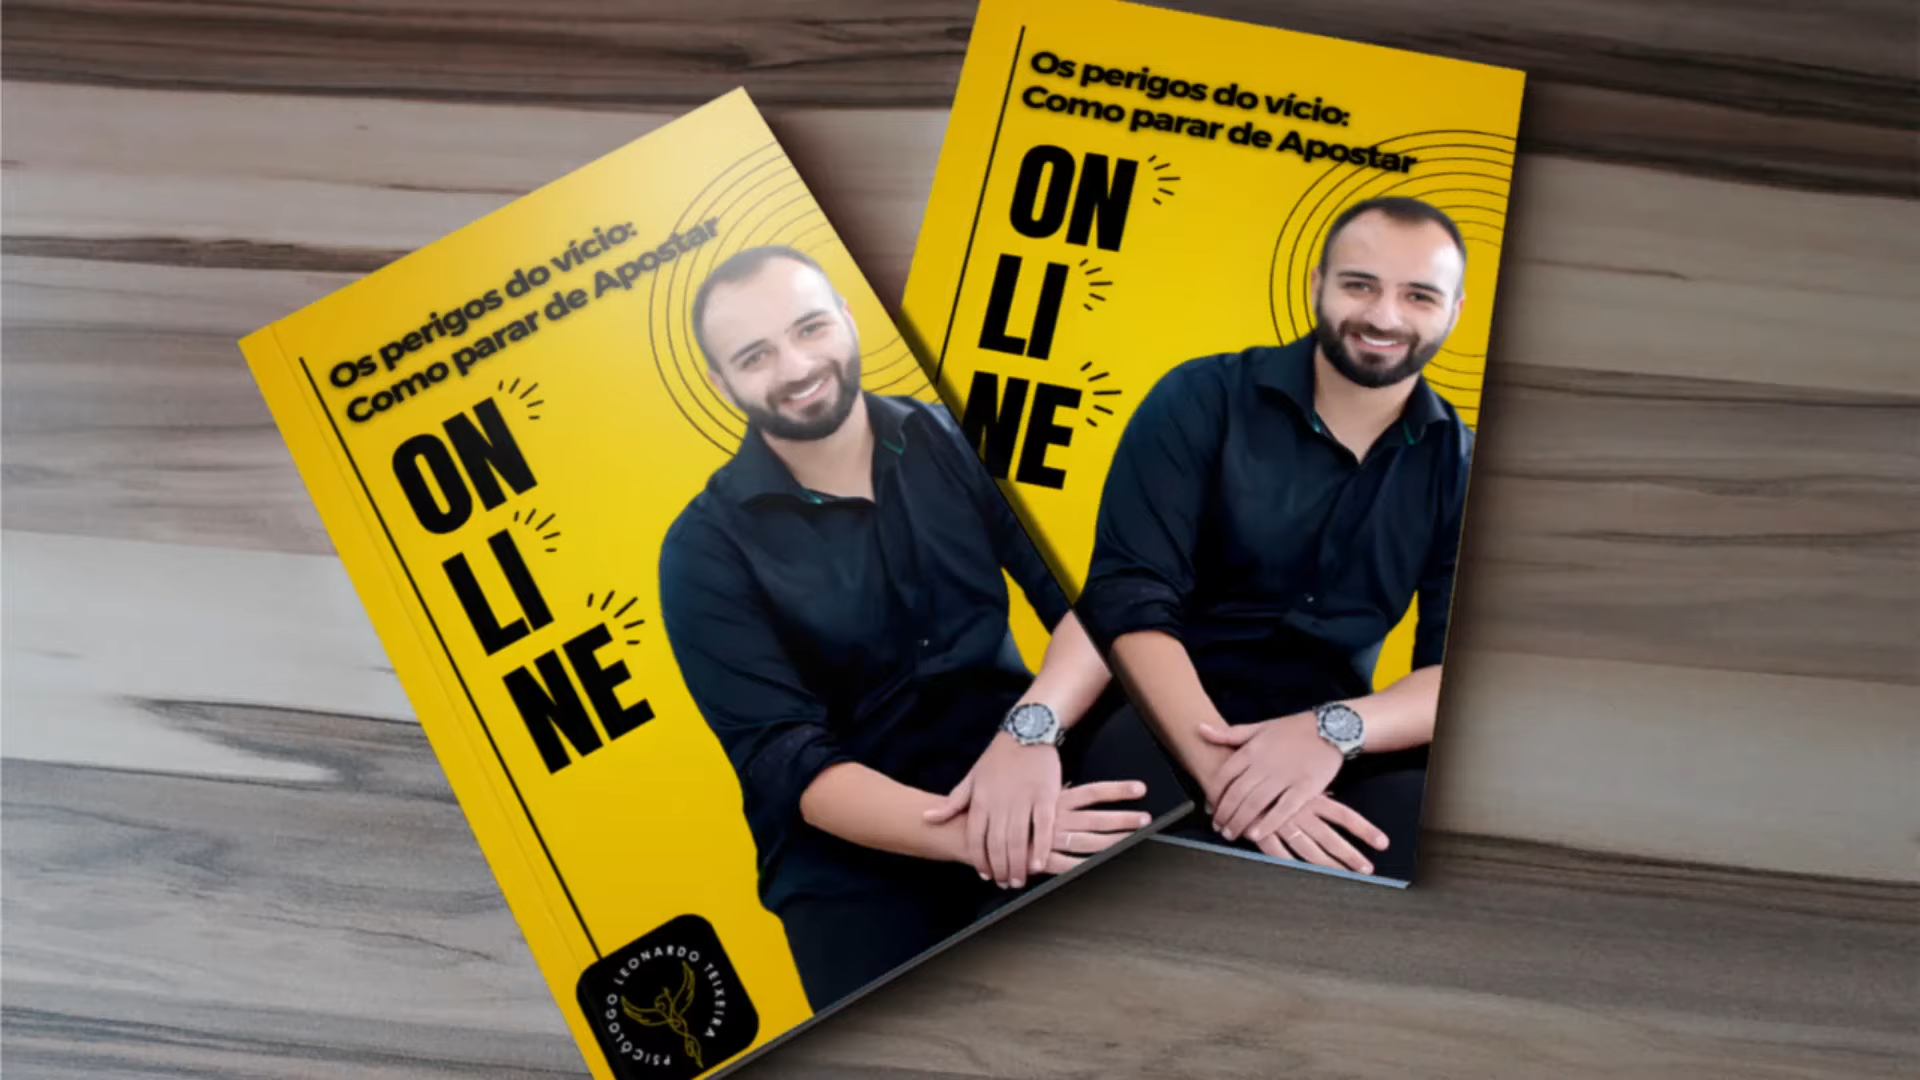 Os perigos do vício:
Como parar de Apostar
ON
LI
NE
PSICÓLOGO LEONARDO TEIXEIRA
Os perigos do vício:
Como parar de Apostar
ON
LI
NE